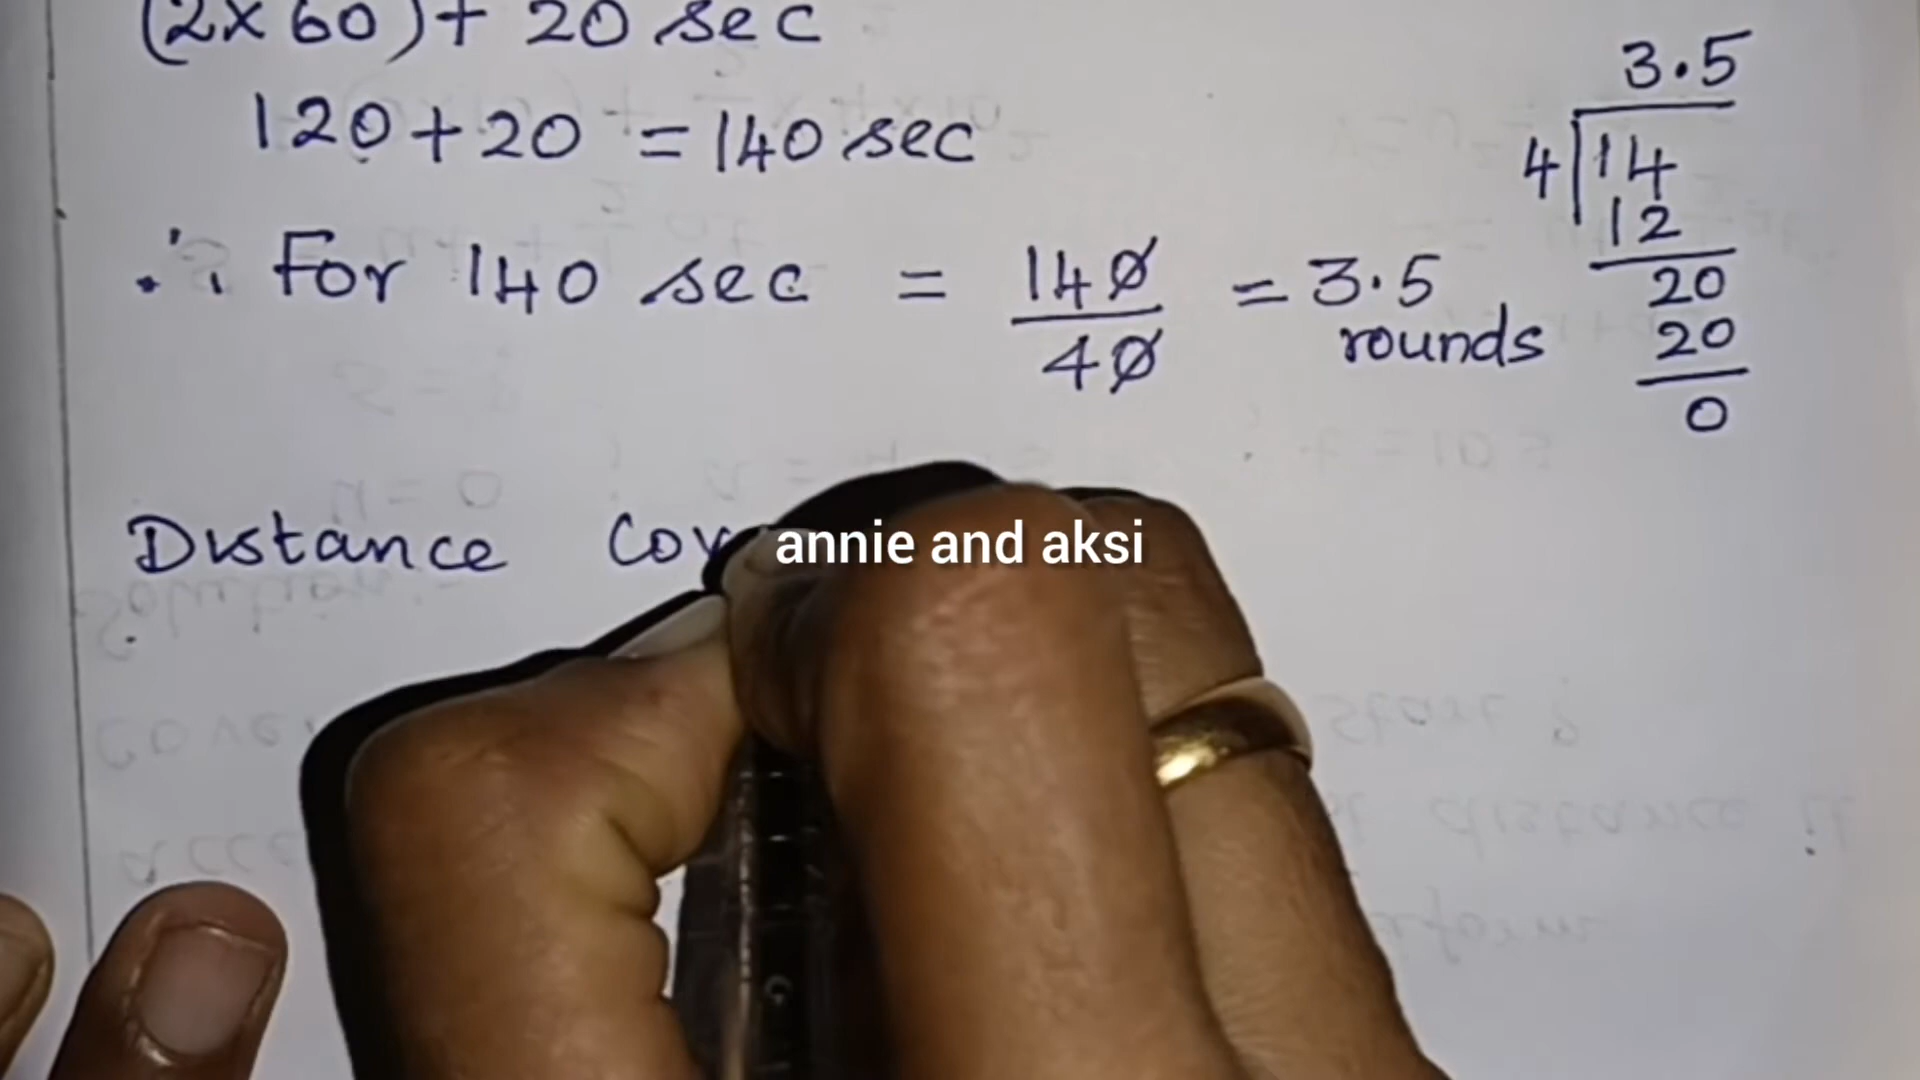 (2x60)+ 20 sec
120+20 = 140 sec
∴ For 140 sec = 140/40 = 3.5 rounds
3.5
4 14
12
20
20
0
Distance Cov
annie and aksi